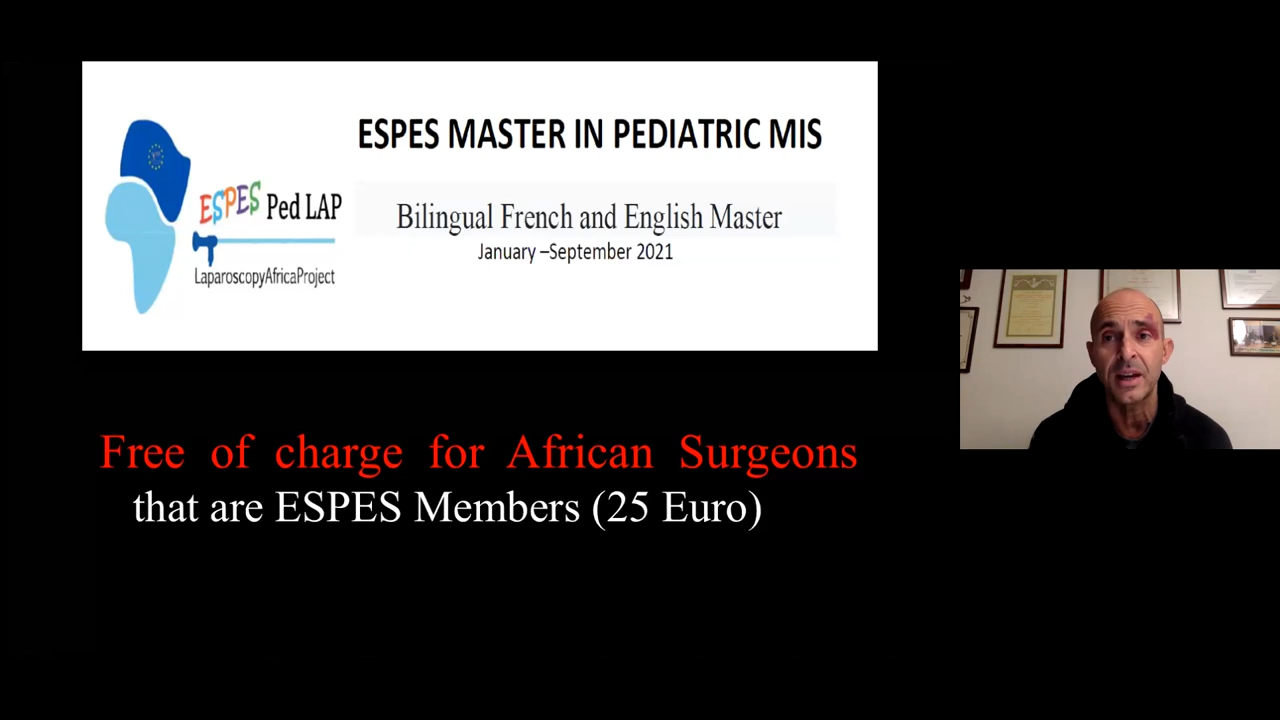 ESPES MASTER IN PEDIATRIC MIS
ESPES Ped LAP
LaparoscopyAfricaProject
Bilingual French and English Master
January –September 2021
Free of charge for African Surgeons
that are ESPES Members (25 Euro)